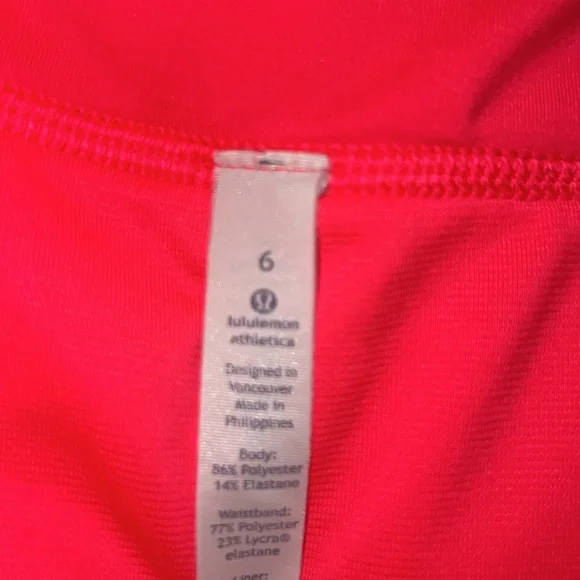 6
lululemon
athletica
Designed in
Vancouver
Made in
Philippines
Body:
86% Polyester
14% Elastane
Waistband:
77% Polyester
23% Lycra®
elastane
Liner: